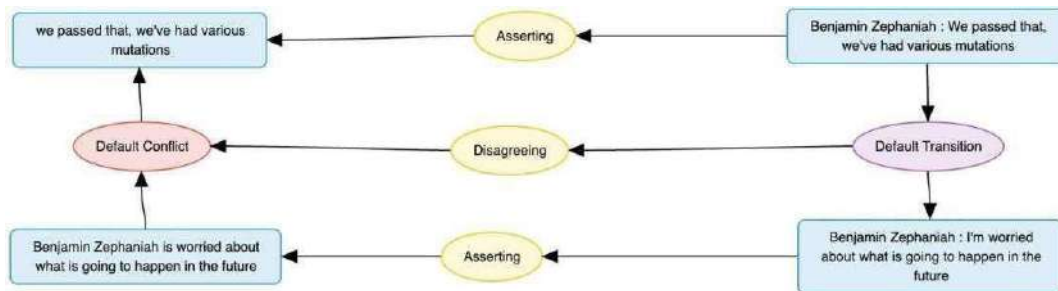 we passed that, we've had various
mutations
Asserting
Benjamin Zephaniah : We passed that,
we've had various mutations
Default Conflict
Disagreeing
Default Transition
Benjamin Zephaniah is worried about
what is going to happen in the future
Asserting
Benjamin Zephaniah : I'm worried
about what is going to happen in the
future